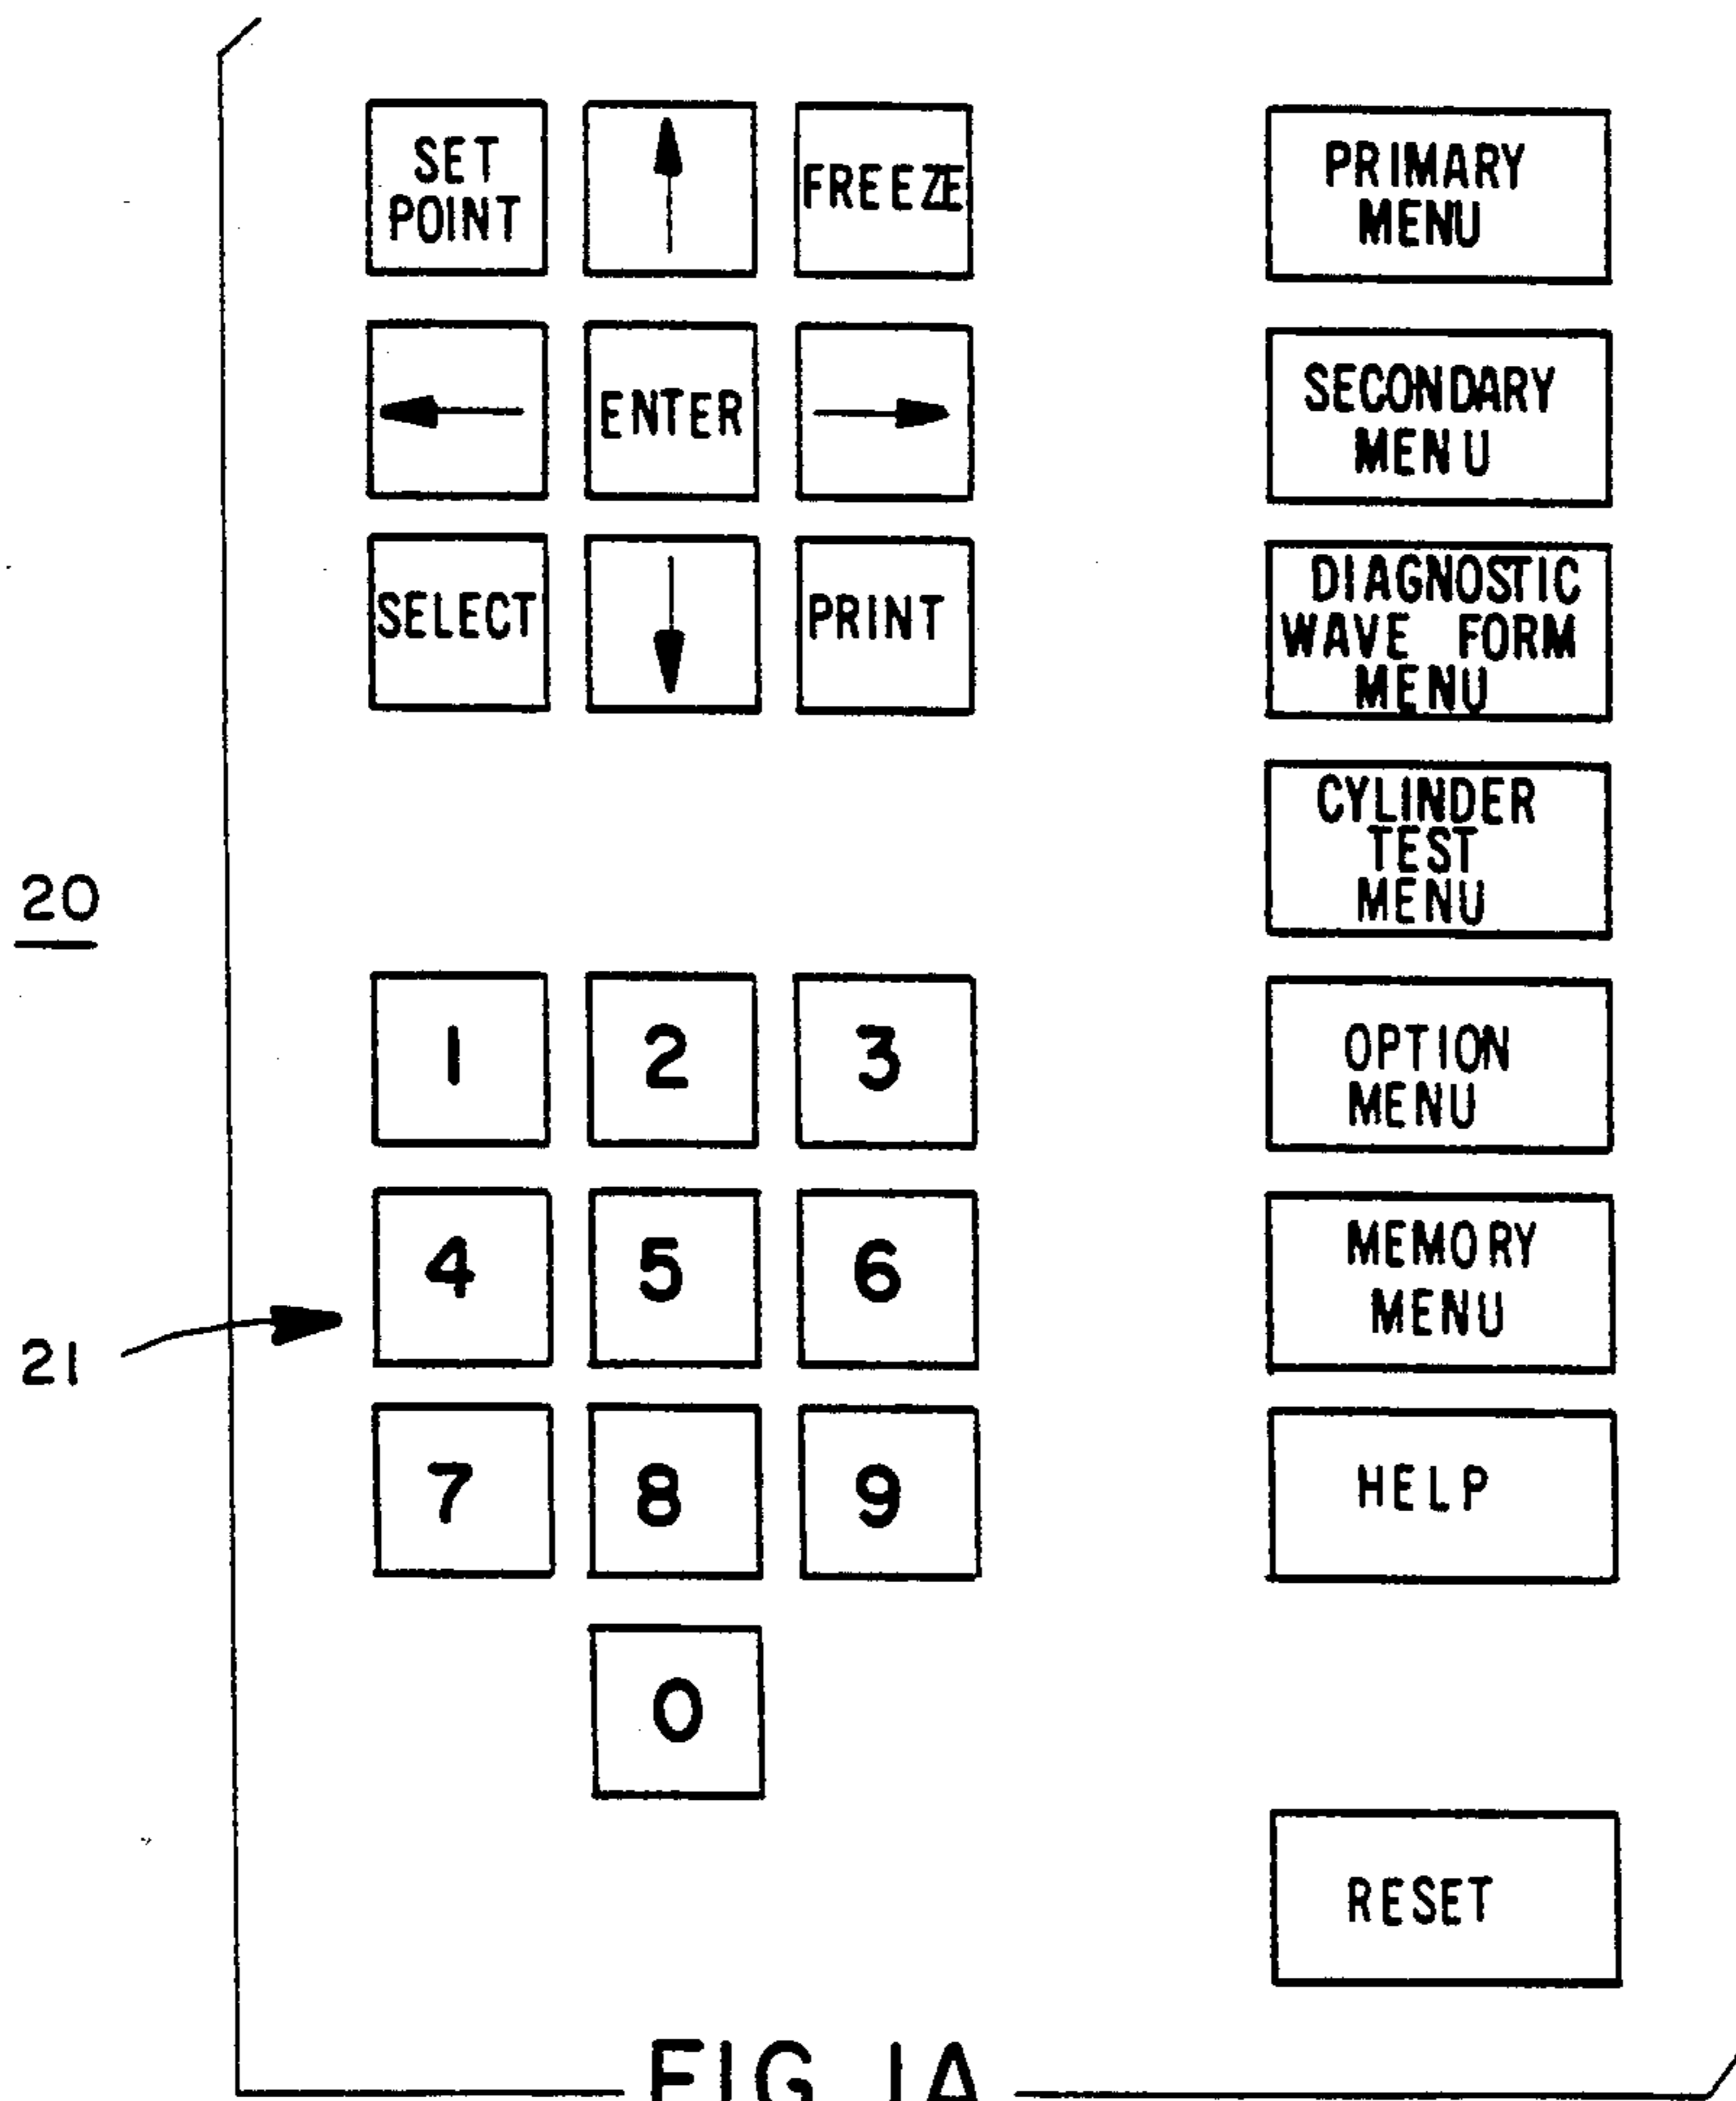 SET
POINT
FREEZE
PRIMARY
MENU
ENTER
SECONDARY
MENU
SELECT
PRINT
DIAGNOSTIC
WAVE FORM
MENU
CYLINDER
TEST
MENU
20
1
2
3
OPTION
MENU
4
5
6
MEMORY
MENU
21
7
8
9
HELP
0
RESET
FIG 1A